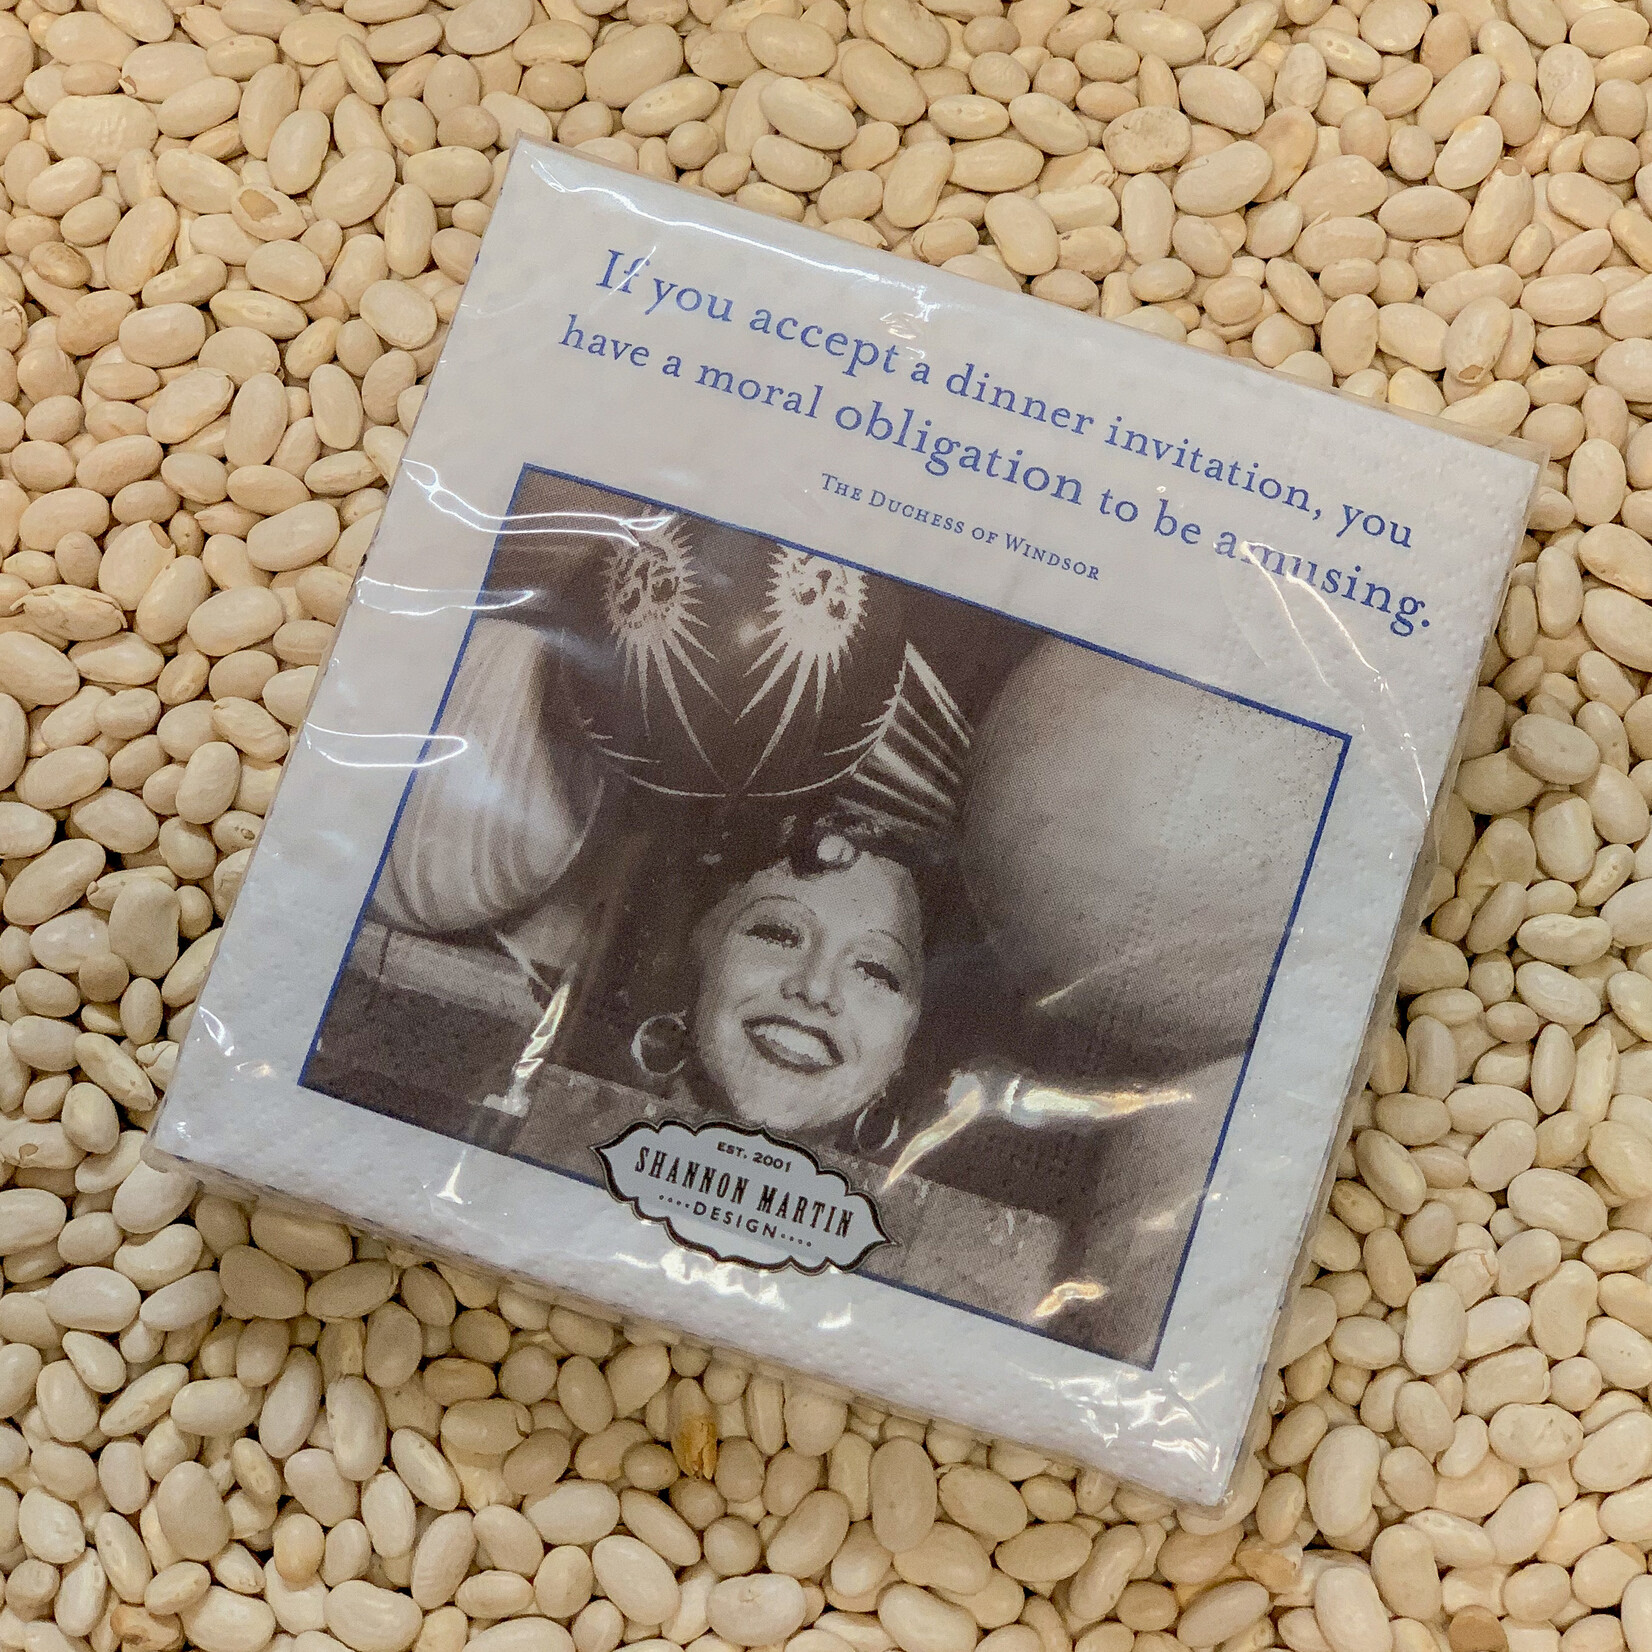 If you accept a dinner invitation, you
have a moral obligation to be amusing.
THE DUCHESS OF WINDSOR
EST. 2001
SHANNON MARTIN
....DESIGN....